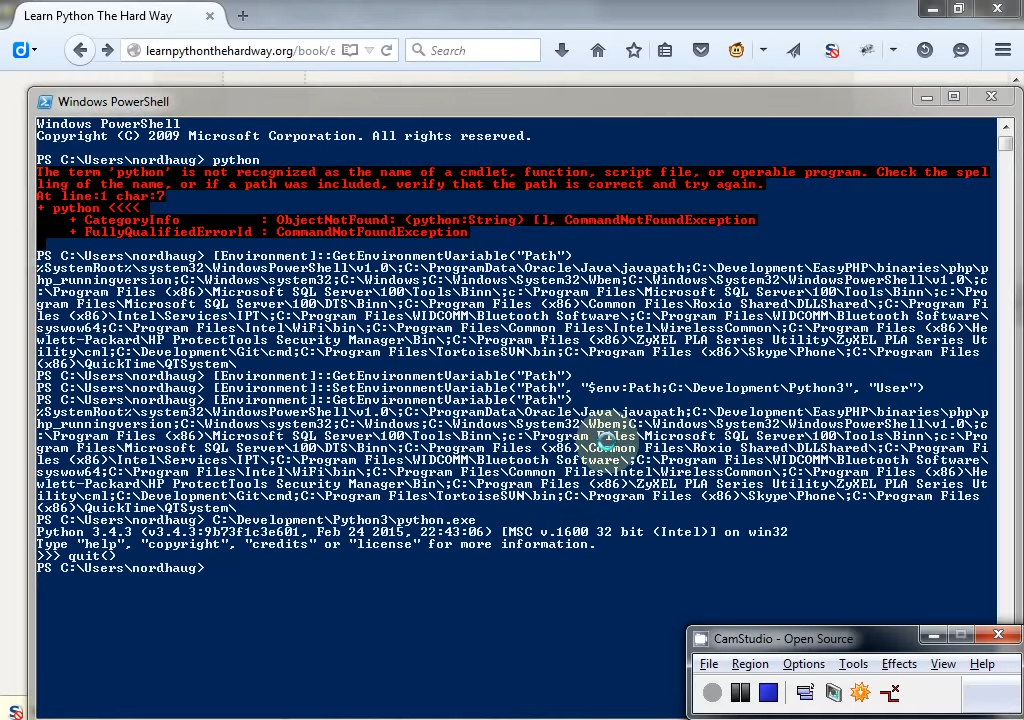 Learn Python The Hard Way
learnpythonthehardway.org/book/e
Search
Windows PowerShell
Windows PowerShell
Copyright (C) 2009 Microsoft Corporation. All rights reserved.
PS C:\Users\nordhaug> python
The term 'python' is not recognized as the name of a cmdlet, function, script file, or operable program. Check the spel
ling of the name, or if a path was included, verify that the path is correct and try again.
At line:1 char:7
+ python <<<<
+ CategoryInfo : ObjectNotFound: (python:String) [], CommandNotFoundException
+ FullyQualifiedErrorId : CommandNotFoundException
PS C:\Users\nordhaug> [Environment]::GetEnvironmentVariable("Path")
%SystemRoot%\system32\WindowsPowerShell\v1.0\;C:\ProgramData\Oracle\Java\javapath;C:\Development\EasyPHP\binaries\php\p
hp_runningversion;C:\Windows\system32;C:\Windows;C:\Windows\System32\Wbem;C:\Windows\System32\WindowsPowerShell\v1.0\;c
:\Program Files (x86)\Microsoft SQL Server\100\Tools\Binn\;c:\Program Files\Microsoft SQL Server\100\Tools\Binn\;c:\Pro
gram Files\Microsoft SQL Server\100\DTS\Binn\;C:\Program Files (x86)\Common Files\Roxio Shared\DLLShared\;C:\Program Fi
les (x86)\Intel\Services\IPT\;C:\Program Files\WIDCOMM\Bluetooth Software\;C:\Program Files\WIDCOMM\Bluetooth Software\
syswow64;C:\Program Files\Intel\WiFi\bin\;C:\Program Files\Common Files\Intel\WirelessCommon\;C:\Program Files (x86)\He
wlett-Packard\HP ProtectTools Security Manager\Bin\;C:\Program Files (x86)\ZyXEL PLA Series Utility\ZyXEL PLA Series Ut
ility\cml;C:\Development\Git\cmd;C:\Program Files\TortoiseSVN\bin;C:\Program Files (x86)\Skype\Phone\;C:\Program Files
(x86)\QuickTime\QTSystem\
PS C:\Users\nordhaug> [Environment]::GetEnvironmentVariable("Path")
PS C:\Users\nordhaug> [Environment]::SetEnvironmentVariable("Path", "$env:Path;C:\Development\Python3", "User")
PS C:\Users\nordhaug> [Environment]::GetEnvironmentVariable("Path")
%SystemRoot%\system32\WindowsPowerShell\v1.0\;C:\ProgramData\Oracle\Java\javapath;C:\Development\EasyPHP\binaries\php\p
hp_runningversion;C:\Windows\system32;C:\Windows;C:\Windows\System32\Wbem;C:\Windows\System32\WindowsPowerShell\v1.0\;c
:\Program Files (x86)\Microsoft SQL Server\100\Tools\Binn\;c:\Program Files\Microsoft SQL Server\100\Tools\Binn\;c:\Pro
gram Files\Microsoft SQL Server\100\DTS\Binn\;C:\Program Files (x86)\Common Files\Roxio Shared\DLLShared\;C:\Program Fi
les (x86)\Intel\Services\IPT\;C:\Program Files\WIDCOMM\Bluetooth Software\;C:\Program Files\WIDCOMM\Bluetooth Software\
syswow64;C:\Program Files\Intel\WiFi\bin\;C:\Program Files\Common Files\Intel\WirelessCommon\;C:\Program Files (x86)\He
wlett-Packard\HP ProtectTools Security Manager\Bin\;C:\Program Files (x86)\ZyXEL PLA Series Utility\ZyXEL PLA Series Ut
ility\cml;C:\Development\Git\cmd;C:\Program Files\TortoiseSVN\bin;C:\Program Files (x86)\Skype\Phone\;C:\Program Files
(x86)\QuickTime\QTSystem\
PS C:\Users\nordhaug> C:\Development\Python3\python.exe
Python 3.4.3 (v3.4.3:9b73f1c3e601, Feb 24 2015, 22:43:06) [MSC v.1600 32 bit (Intel)] on win32
Type "help", "copyright", "credits" or "license" for more information.
>>> quit()
PS C:\Users\nordhaug>
CamStudio - Open Source
File Region Options Tools Effects View Help